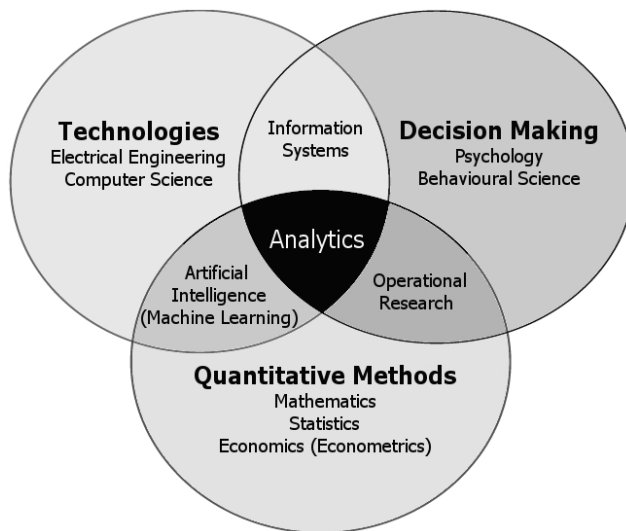 Technologies
Electrical Engineering
Computer Science
Information
Systems
Decision Making
Psychology
Behavioural Science
Analytics
Artificial
Intelligence
(Machine Learning)
Operational
Research
Quantitative Methods
Mathematics
Statistics
Economics (Econometrics)